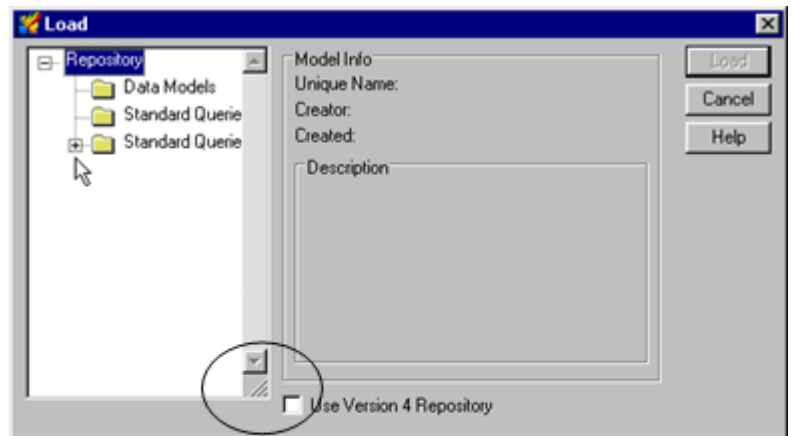 Load
Repository
Data Models
Standard Querie
Standard Querie
Model Info
Unique Name:
Creator:
Created:
Description
Use Version 4 Repository
Load
Cancel
Help